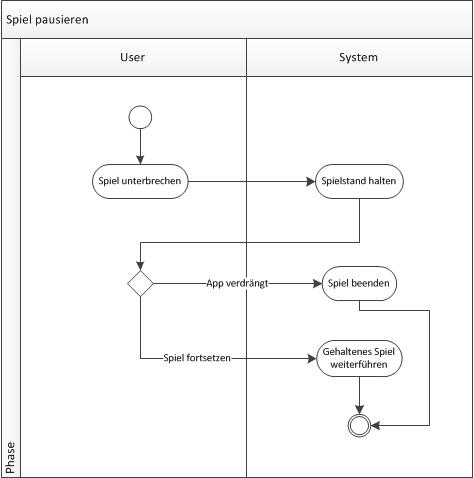 Spiel pausieren
User
System
Spiel unterbrechen
Spielstand halten
App verdrängt
Spiel beenden
Spiel fortsetzen
Gehaltenes Spiel
weiterführen
Phase